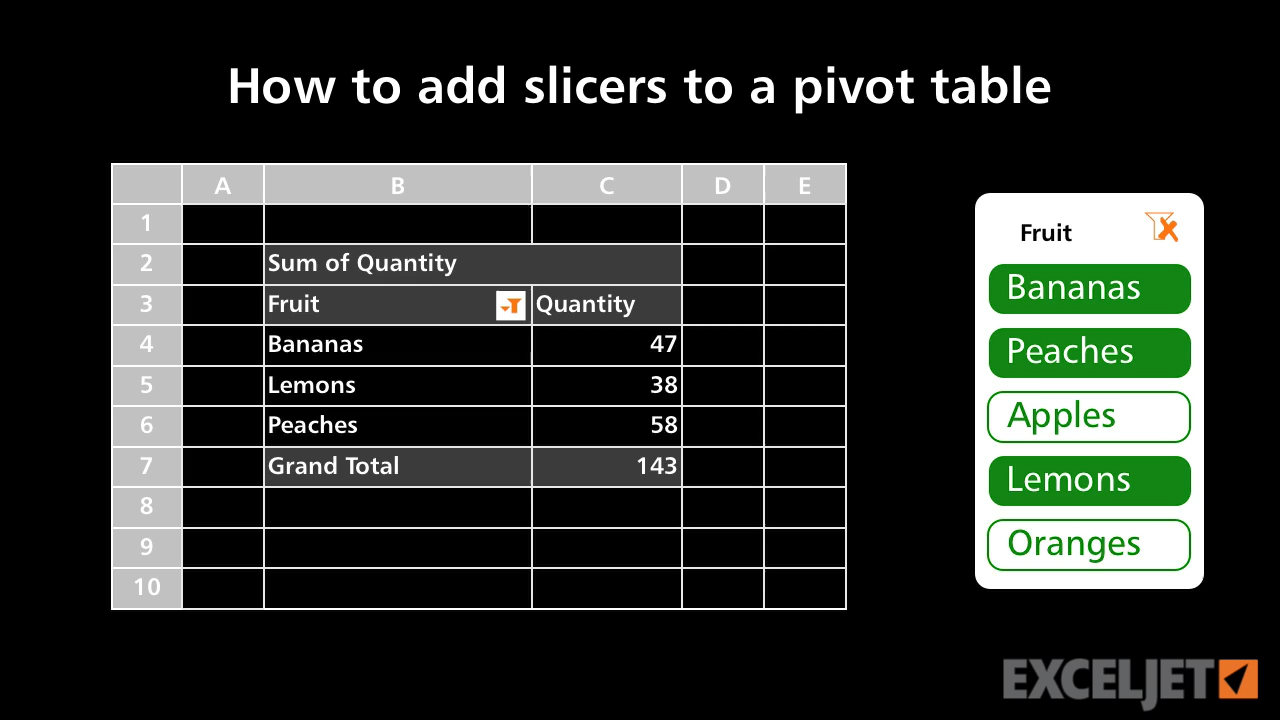 How to add slicers to a pivot table
A B C D E
1
2 Sum of Quantity
3 Fruit Quantity
4 Bananas 47
5 Lemons 38
6 Peaches 58
7 Grand Total 143
8
9
10
Fruit
Bananas
Peaches
Apples
Lemons
Oranges
EXCELJET